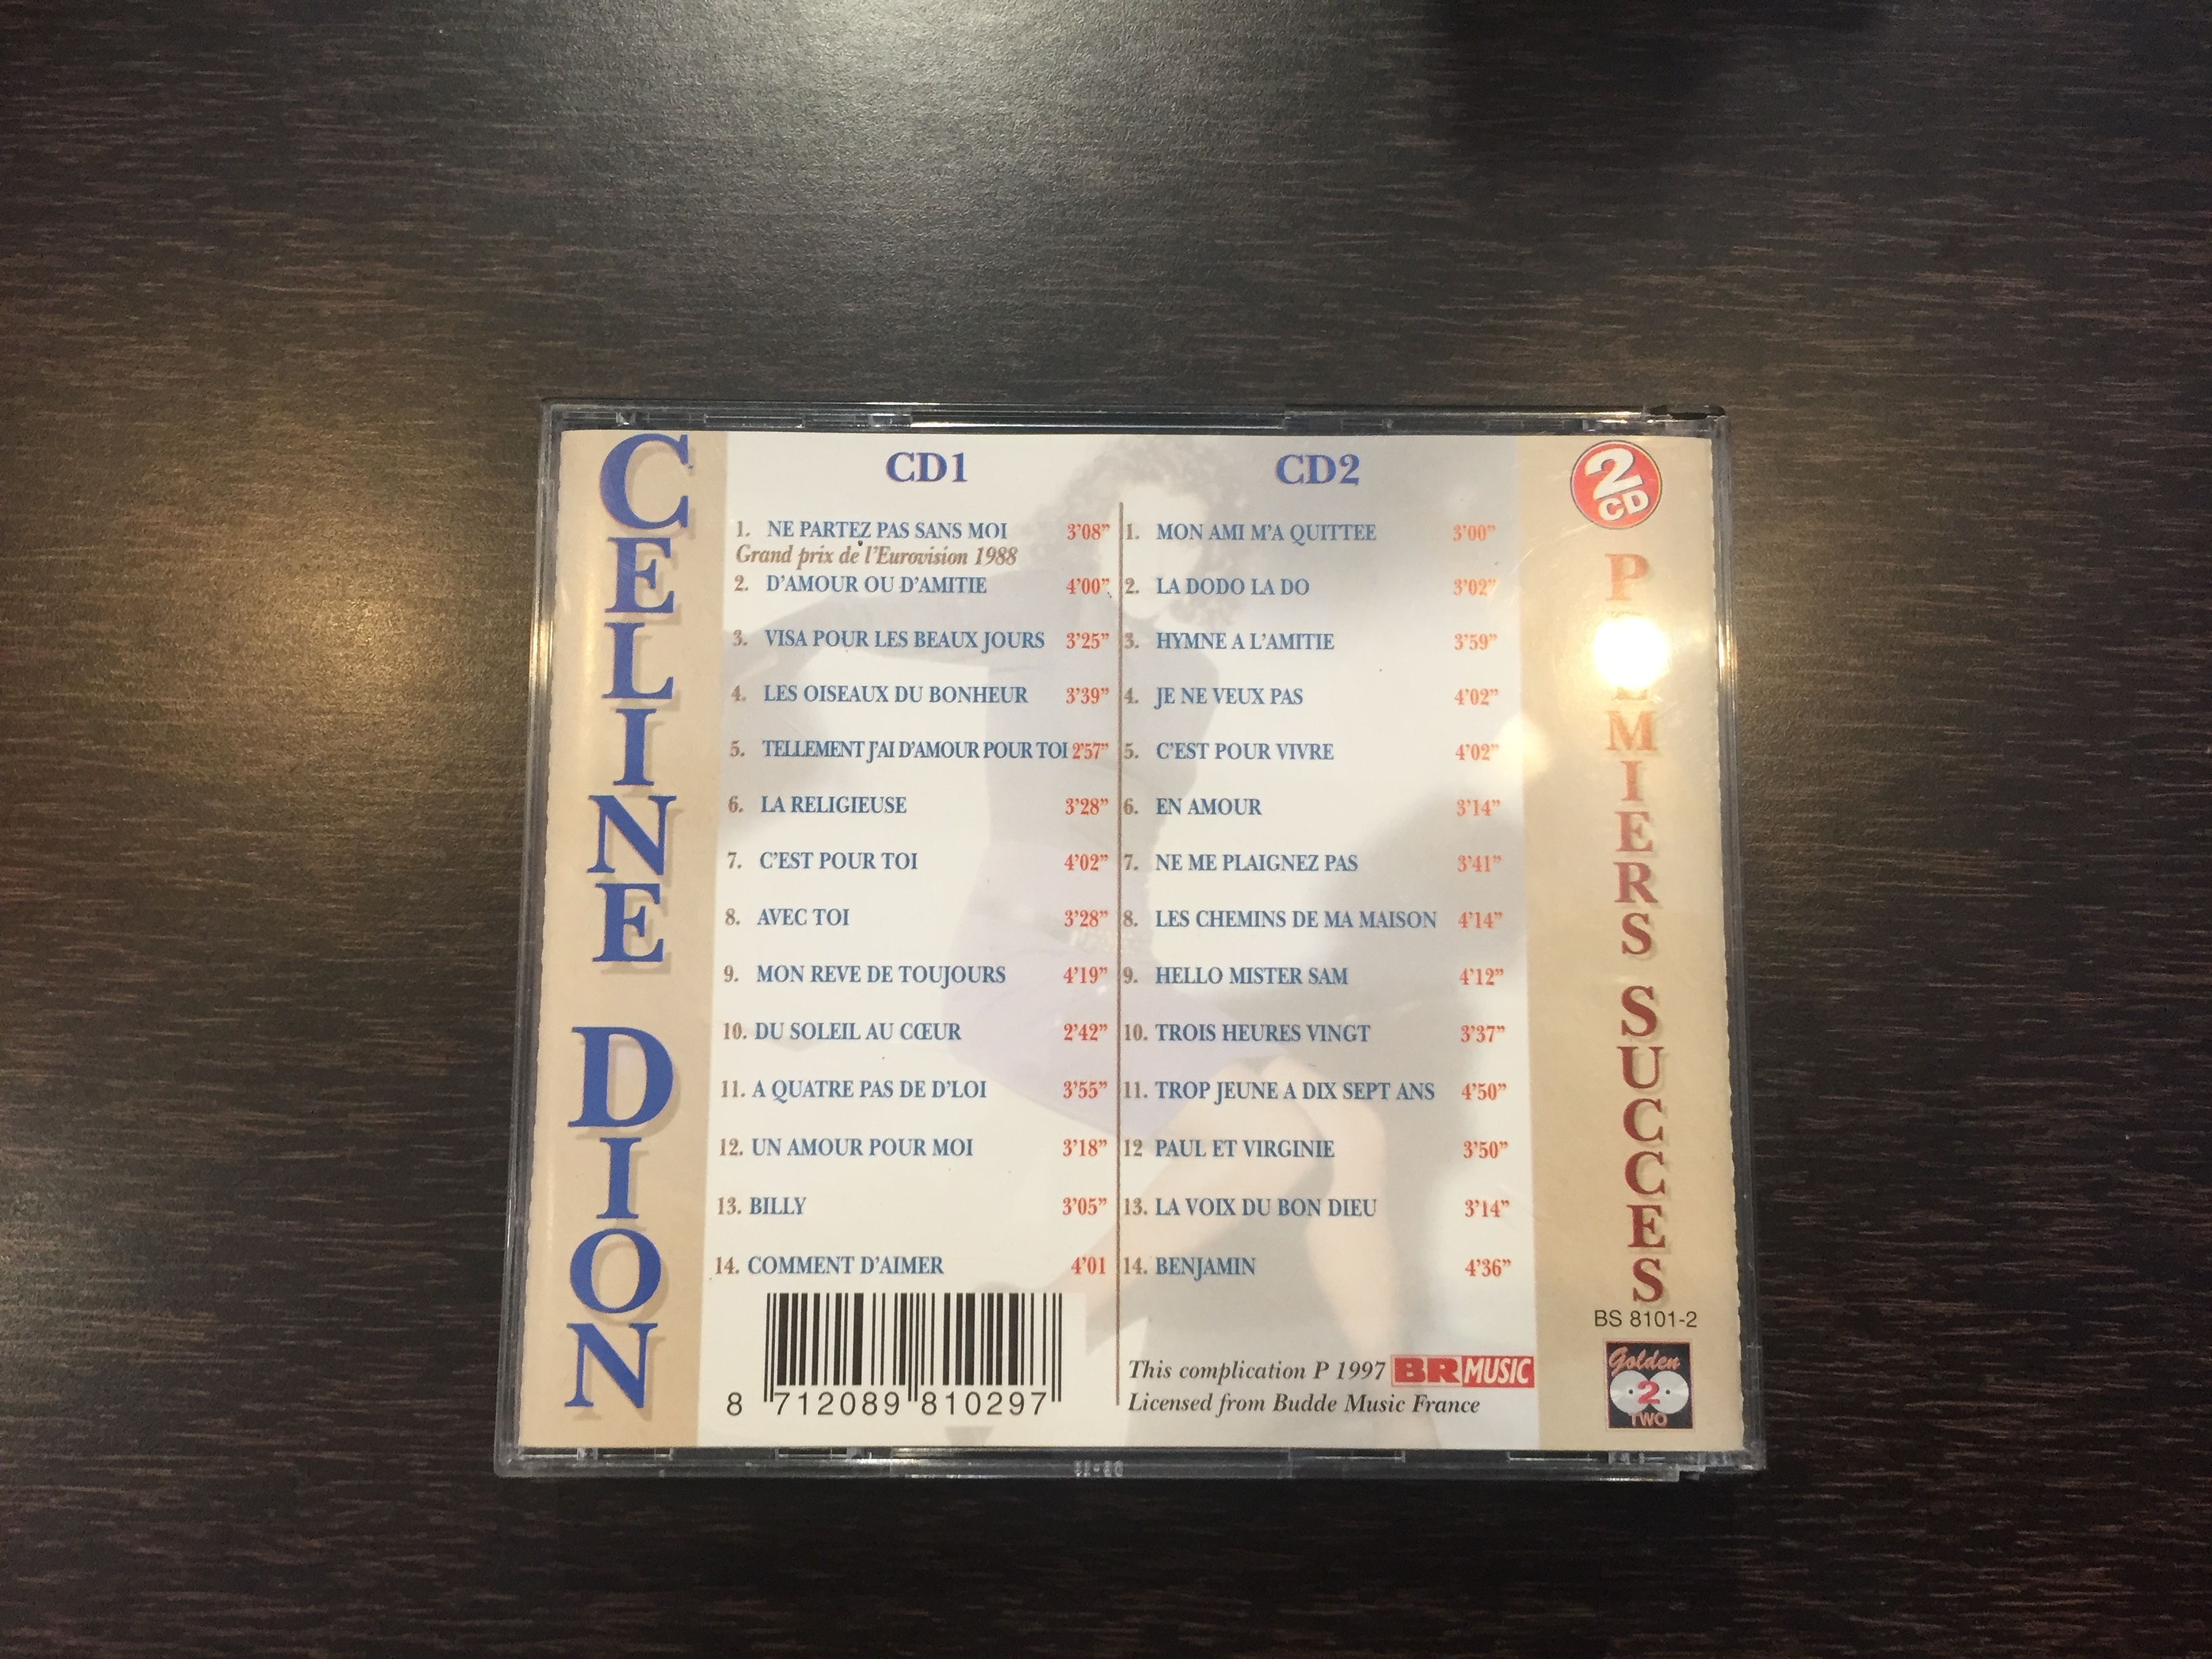 CELINE DION
CD1
1. NE PARTEZ PAS SANS MOI 3'08"
Grand prix de l'Eurovision 1988
2. D'AMOUR OU D'AMITIE 4'00"
3. VISA POUR LES BEAUX JOURS 3'25"
4. LES OISEAUX DU BONHEUR 3'39"
5. TELLEMENT J'AI D'AMOUR POUR TOI 2'57"
6. LA RELIGIEUSE 3'28"
7. C'EST POUR TOI 4'02"
8. AVEC TOI 3'28"
9. MON REVE DE TOUJOURS 4'19"
10. DU SOLEIL AU CŒUR 2'42"
11. A QUATRE PAS DE D'LOI 3'55"
12. UN AMOUR POUR MOI 3'18"
13. BILLY 3'05"
14. COMMENT D'AIMER 4'01
8 712089 810297
CD2
1. MON AMI M'A QUITTEE 3'00"
2. LA DODO LA DO 3'02"
3. HYMNE A L'AMITIE 3'59"
4. JE NE VEUX PAS 4'02"
5. C'EST POUR VIVRE 4'02"
6. EN AMOUR 3'14"
7. NE ME PLAIGNEZ PAS 3'41"
8. LES CHEMINS DE MA MAISON 4'14"
9. HELLO MISTER SAM 4'12"
10. TROIS HEURES VINGT 3'37"
11. TROP JEUNE A DIX SEPT ANS 4'50"
12 PAUL ET VIRGINIE 3'50"
13. LA VOIX DU BON DIEU 3'14"
14. BENJAMIN 4'36"
This complication P 1997 BR MUSIC
Licensed from Budde Music France
2 CD
PREMIERS SUCCES
BS 8101-2
Golden
2
TWO